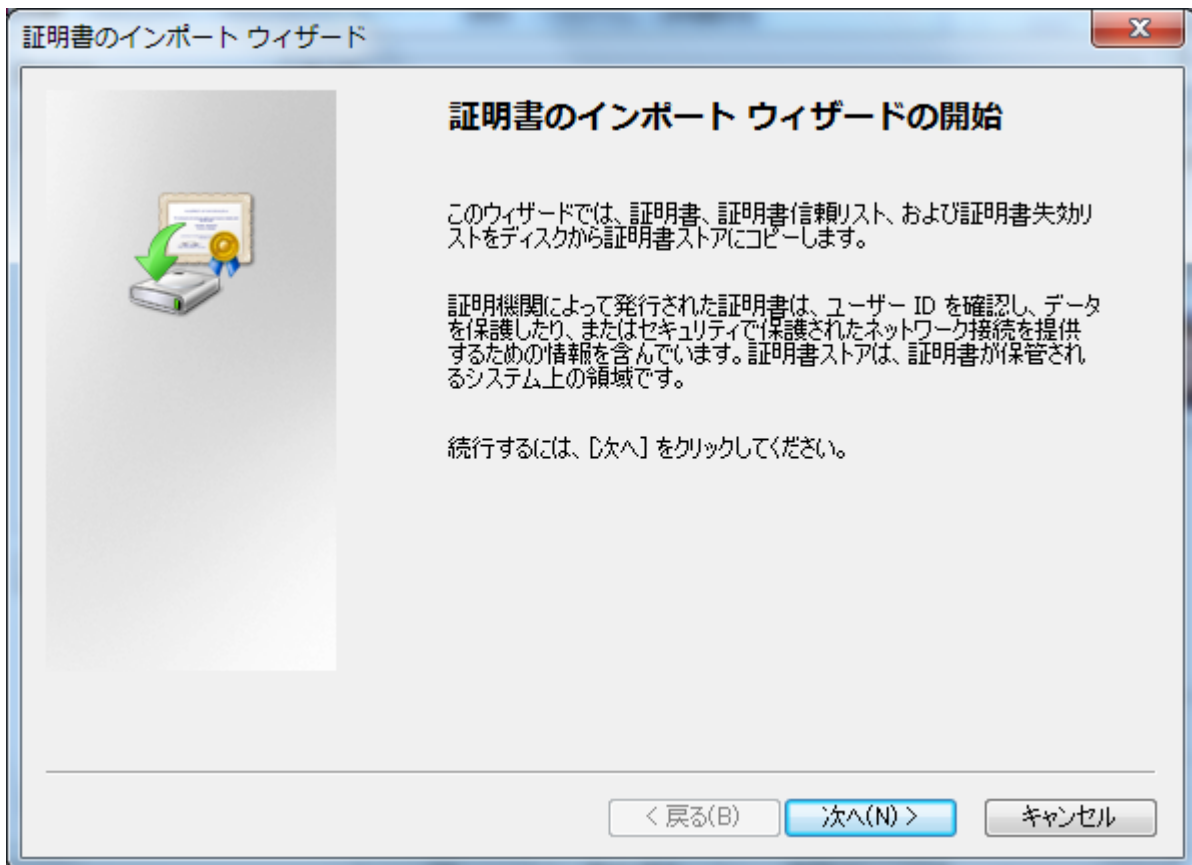 証明書のインポート ウィザード
証明書のインポート ウィザードの開始
このウィザードでは、証明書、証明書信頼リスト、および証明書失効リ
ストをディスクから証明書ストアにコピーします。
証明機関によって発行された証明書は、ユーザー ID を確認し、データ
を保護したり、またはセキュリティで保護されたネットワーク接続を提供
するための情報を含んでいます。証明書ストアは、証明書が保管され
るシステム上の領域です。
続行するには、[次へ] をクリックしてください。
< 戻る(B)
次へ(N) >
キャンセル